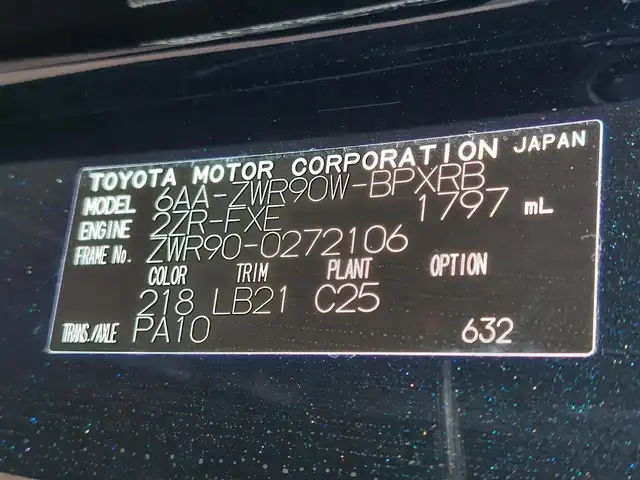 TOYOTA MOTOR CORPORATION JAPAN
MODEL 6AA-ZWR90W-BPXRB
ENGINE 2ZR-FXE 1797 mL
FRAME No. ZWR90-0272106
COLOR TRIM PLANT OPTION
218 LB21 C25
TRANS./AXLE PA10 632